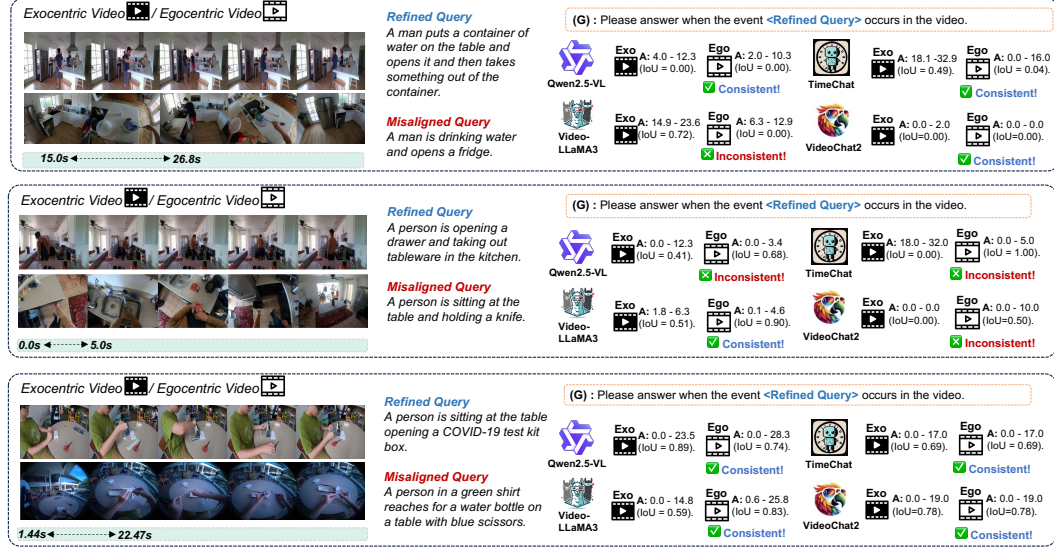 Exocentric Video / Egocentric Video
15.0s 26.8s
Refined Query
A man puts a container of
water on the table and
opens it and then takes
something out of the
container.
Misaligned Query
A man is drinking water
and opens a fridge.
(G) : Please answer when the event <Refined Query> occurs in the video.
Qwen2.5-VL
Exo A: 4.0 - 12.3
(IoU = 0.00).
Ego A: 2.0 - 10.3
(IoU = 0.00).
Consistent!
TimeChat
Exo A: 18.1 -32.9
(IoU = 0.49).
Ego A: 0.0 - 16.0
(IoU = 0.04).
Consistent!
Video-
LLaMA3
A: 14.9 - 23.6
(IoU = 0.72).
A: 6.3 - 12.9
(IoU = 0.00).
Inconsistent!
VideoChat2
A: 0.0 - 2.0
(IoU=0.00).
A: 0.0 - 0.0
(IoU=0.00).
Consistent!
Exocentric Video / Egocentric Video
0.0s 5.0s
Refined Query
A person is opening a
drawer and taking out
tableware in the kitchen.
Misaligned Query
A person is sitting at the
table and holding a knife.
(G) : Please answer when the event <Refined Query> occurs in the video.
Qwen2.5-VL
Exo A: 0.0 - 12.3
(IoU = 0.41).
Ego A: 0.0 - 3.4
(IoU = 0.68).
Inconsistent!
TimeChat
Exo A: 18.0 - 32.0
(IoU = 0.00).
Ego A: 0.0 - 5.0
(IoU = 1.00).
Inconsistent!
Video-
LLaMA3
A: 1.8 - 6.3
(IoU = 0.51).
A: 0.1 - 4.6
(IoU = 0.90).
Consistent!
VideoChat2
A: 0.0 - 0.0
(IoU=0.00).
A: 0.0 - 10.0
(IoU=0.50).
Inconsistent!
Exocentric Video / Egocentric Video
1.44s 22.47s
Refined Query
A person is sitting at the table
opening a COVID-19 test kit
box.
Misaligned Query
A person in a green shirt
reaches for a water bottle on
a table with blue scissors.
(G) : Please answer when the event <Refined Query> occurs in the video.
Qwen2.5-VL
Exo A: 0.0 - 23.5
(IoU = 0.89).
Ego A: 0.0 - 28.3
(IoU = 0.74).
Consistent!
TimeChat
Exo A: 0.0 - 17.0
(IoU = 0.69).
Ego A: 0.0 - 17.0
(IoU = 0.69).
Consistent!
Video-
LLaMA3
A: 0.0 - 14.8
(IoU = 0.59).
A: 0.6 - 25.8
(IoU = 0.83).
Consistent!
VideoChat2
A: 0.0 - 19.0
(IoU=0.78).
A: 0.0 - 19.0
(IoU=0.78).
Consistent!